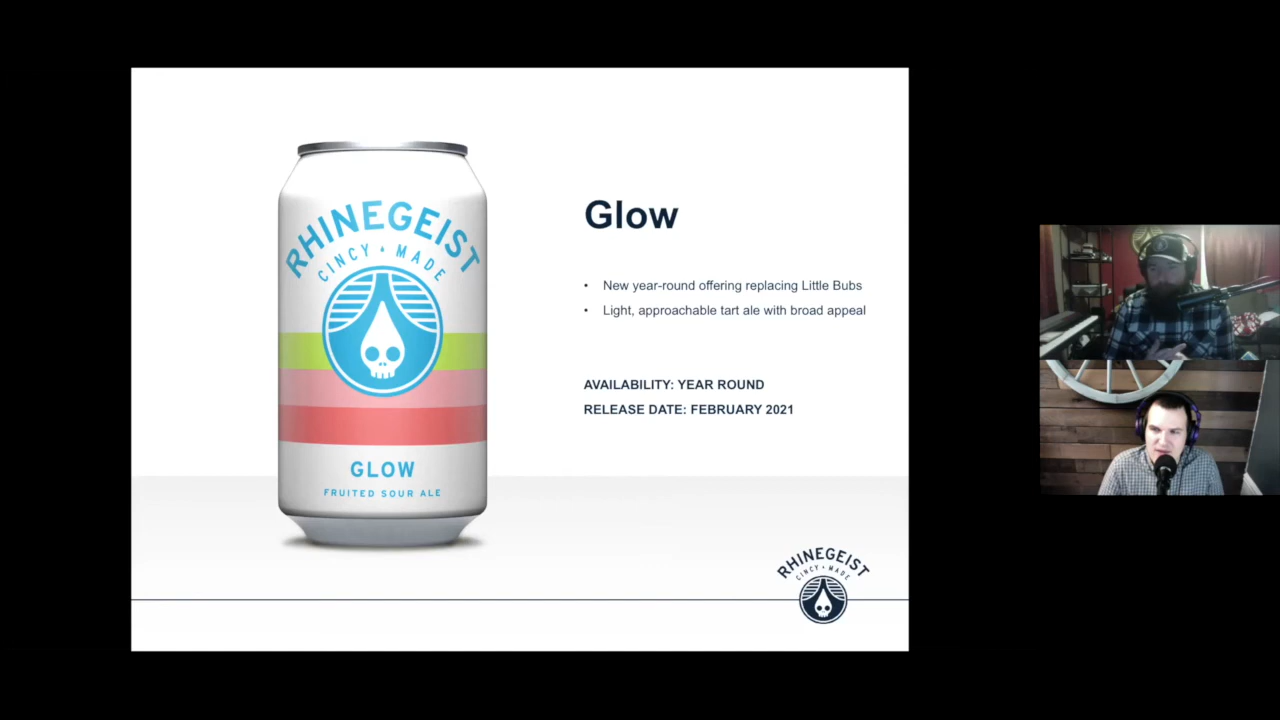 RHINEGEIST
CINCY • MADE
GLOW
FRUITED SOUR ALE
Glow
• New year-round offering replacing Little Bubs
• Light, approachable tart ale with broad appeal
AVAILABILITY: YEAR ROUND
RELEASE DATE: FEBRUARY 2021
RHINEGEIST
CINCY • MADE